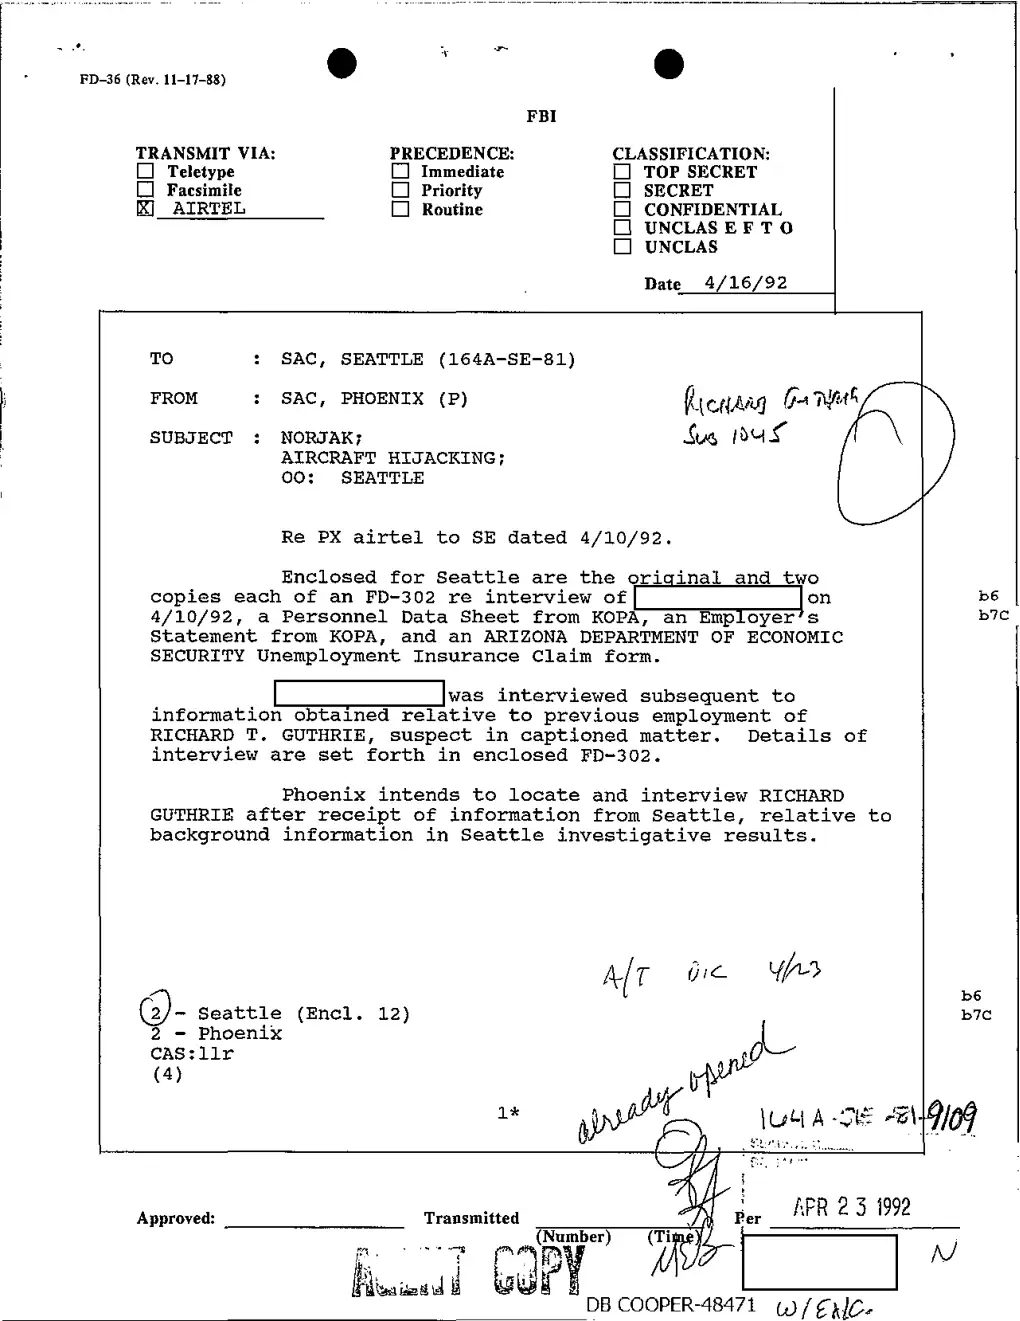 FD-36 (Rev. 11-17-88)
FBI
TRANSMIT VIA:
☐ Teletype
☐ Facsimile
☒ AIRTEL
PRECEDENCE:
☐ Immediate
☐ Priority
☐ Routine
CLASSIFICATION:
☐ TOP SECRET
☐ SECRET
☐ CONFIDENTIAL
☐ UNCLAS E F T O
☐ UNCLAS
Date 4/16/92
TO : SAC, SEATTLE (164A-SE-81)
FROM : SAC, PHOENIX (P)
RICHARD GUTHRIE
SUB 1045
SUBJECT : NORJAK;
AIRCRAFT HIJACKING;
OO: SEATTLE
Re PX airtel to SE dated 4/10/92.
Enclosed for Seattle are the original and two
copies each of an FD-302 re interview of on
b6
4/10/92, a Personnel Data Sheet from KOPA, an Employer's
b7C
Statement from KOPA, and an ARIZONA DEPARTMENT OF ECONOMIC
SECURITY Unemployment Insurance Claim form.
was interviewed subsequent to
information obtained relative to previous employment of
RICHARD T. GUTHRIE, suspect in captioned matter. Details of
interview are set forth in enclosed FD-302.
Phoenix intends to locate and interview RICHARD
GUTHRIE after receipt of information from Seattle, relative to
background information in Seattle investigative results.
A/T 4/23
b6
b7C
2 - Seattle (Encl. 12)
2 - Phoenix
CAS:llr
(4)
already opened
1*
164A-SE-81-9109
Approved: Transmitted Per
(Number) (Time)
APR 23 1992
N
AGENT COPY
DB COOPER-48471
W/ENC.